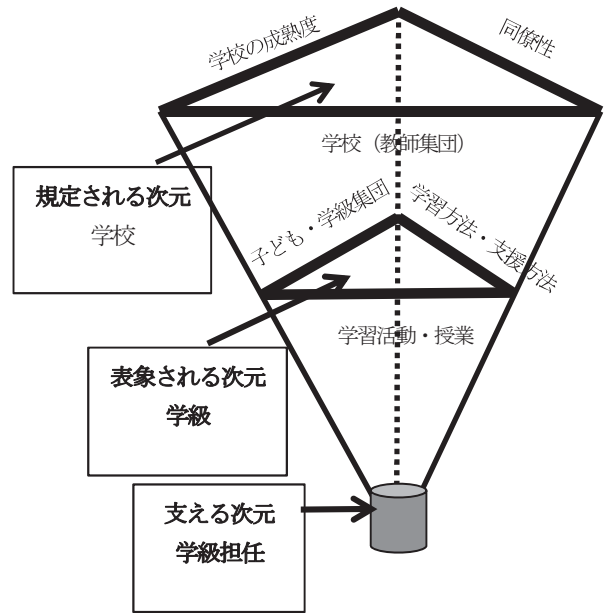 学校の成熟度
同僚性
学校（教師集団）
規定される次元
学校
子ども・学級集団
学習方法・支援方法
学習活動・授業
表象される次元
学級
支える次元
学級担任